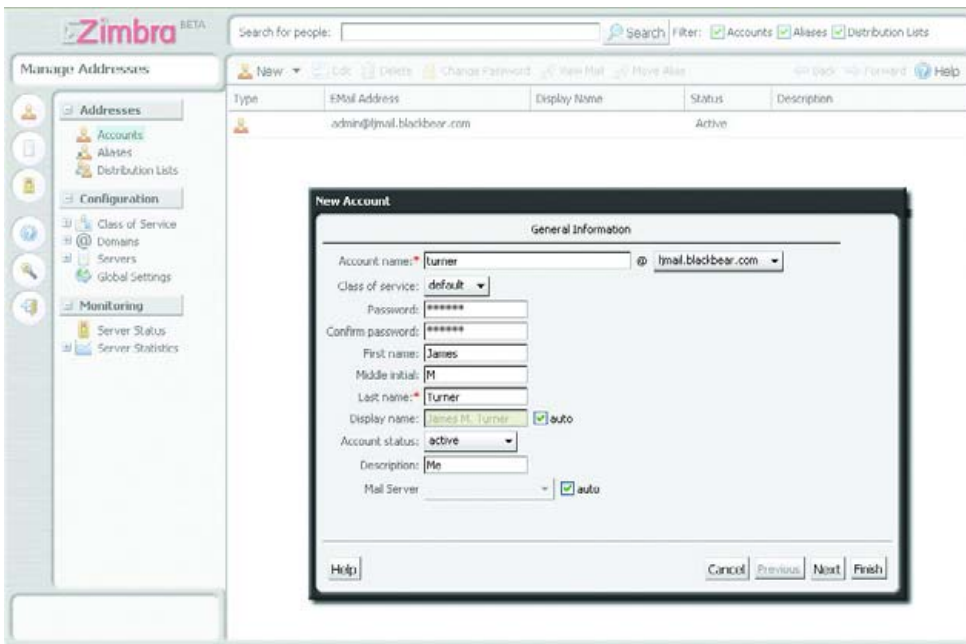 Zimbra BETA
Search for people:
Search
Filter: Accounts Aliases Distribution Lists
Manage Addresses
New Edit Delete Change Password View Mail Move Alias Back Forward Help
Type EMail Address Display Name Status Description
admin@ljmail.blackbear.com Active
Addresses
Accounts
Aliases
Distribution Lists
Configuration
Class of Service
@ Domains
Servers
Global Settings
Monitoring
Server Status
Server Statistics
New Account
General Information
Account name:* turner @ ljmail.blackbear.com
Class of service: default
Password: ******
Confirm password: ******
First name: James
Middle initial: M
Last name:* Turner
Display name: James M. Turner auto
Account status: active
Description: Me
Mail Server auto
Help Cancel Previous Next Finish